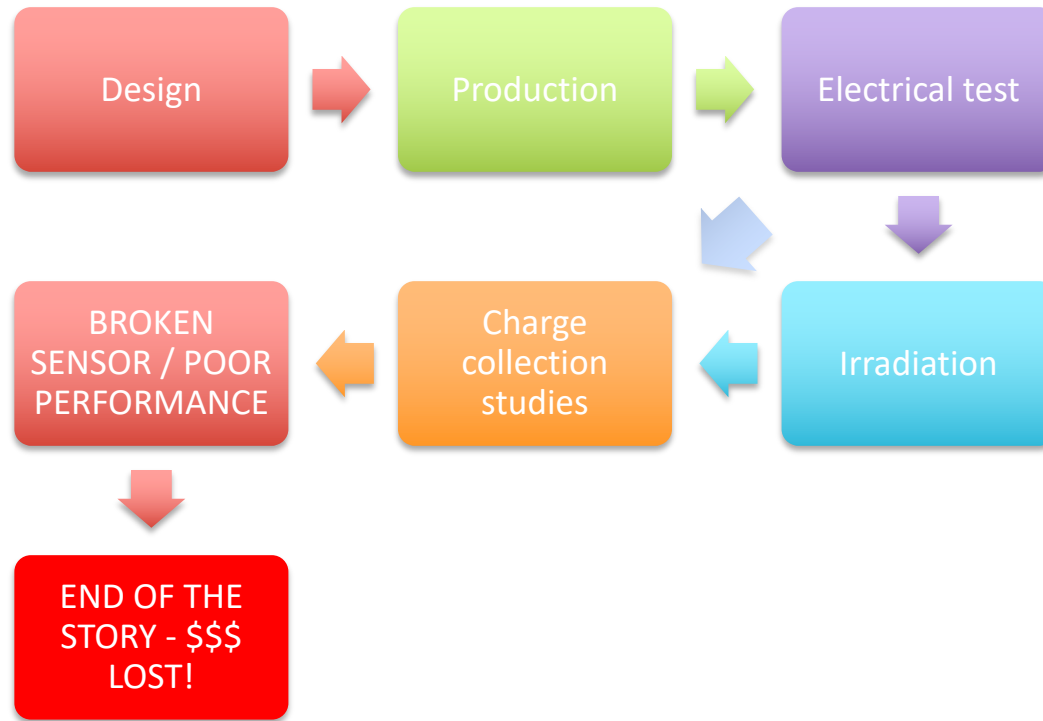 Design
Production
Electrical test
BROKEN
SENSOR / POOR
PERFORMANCE
Charge
collection
studies
Irradiation
END OF THE
STORY - $$$
LOST!